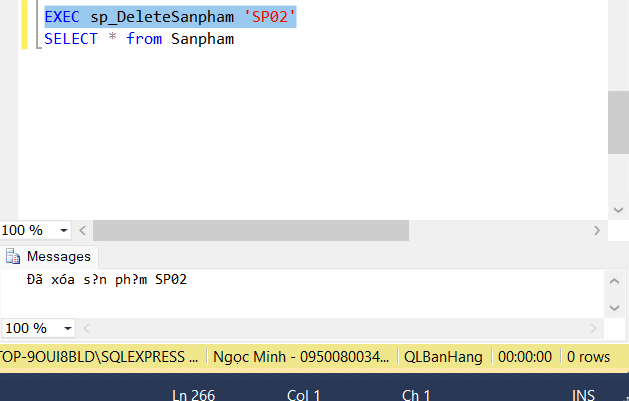 EXEC sp_DeleteSanpham 'SP02'
SELECT * from Sanpham
100 %
Messages
Đã xóa s?n ph?m SP02
100 %
TOP-9OUI8BLD\SQLEXPRESS ... Ngọc Minh - 0950080034... QLBanHang 00:00:00 0 rows
Ln 266 Col 1 Ch 1 INS